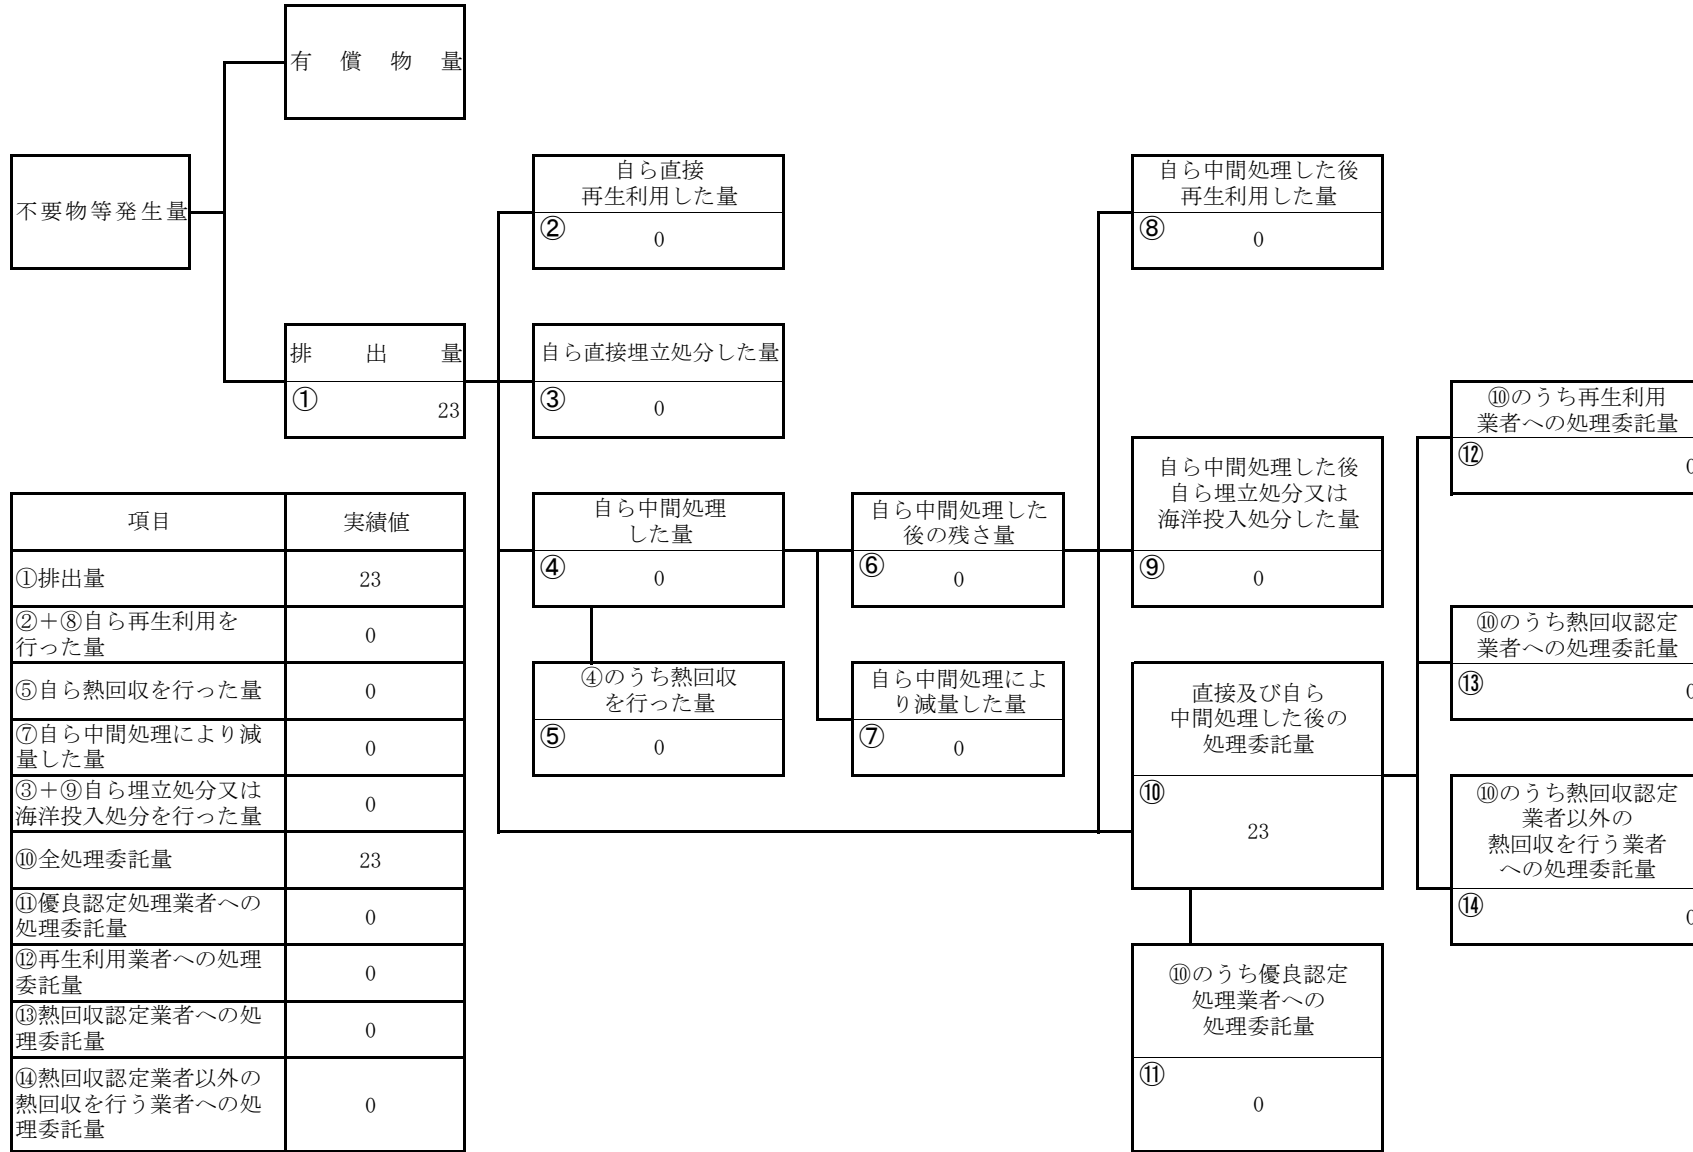 有償物量
不要物等発生量
自ら直接
再生利用した量
②
0
自ら中間処理した後
再生利用した量
⑧
0
排出量
①
23
自ら直接埋立処分した量
③
0
⑩のうち再生利用
業者への処理委託量
⑫
0
自ら中間処理
した量
④
0
自ら中間処理した
後の残さ量
⑥
0
自ら中間処理した後
自ら埋立処分又は
海洋投入処分した量
⑨
0
⑩のうち熱回収認定
業者への処理委託量
⑬
0
④のうち熱回収
を行った量
⑤
0
自ら中間処理によ
り減量した量
⑦
0
直接及び自ら
中間処理した後の
処理委託量
⑩
23
⑩のうち熱回収認定
業者以外の
熱回収を行う業者
への処理委託量
⑭
0
⑩のうち優良認定
処理業者への
処理委託量
⑪
0
項目 実績値
①排出量 23
②＋⑧自ら再生利用を
行った量 0
⑤自ら熱回収を行った量 0
⑦自ら中間処理により減
量した量 0
③＋⑨自ら埋立処分又は
海洋投入処分を行った量 0
⑩全処理委託量 23
⑪優良認定処理業者への
処理委託量 0
⑫再生利用業者への処理
委託量 0
⑬熱回収認定業者への処
理委託量 0
⑭熱回収認定業者以外の
熱回収を行う業者への処
理委託量 0